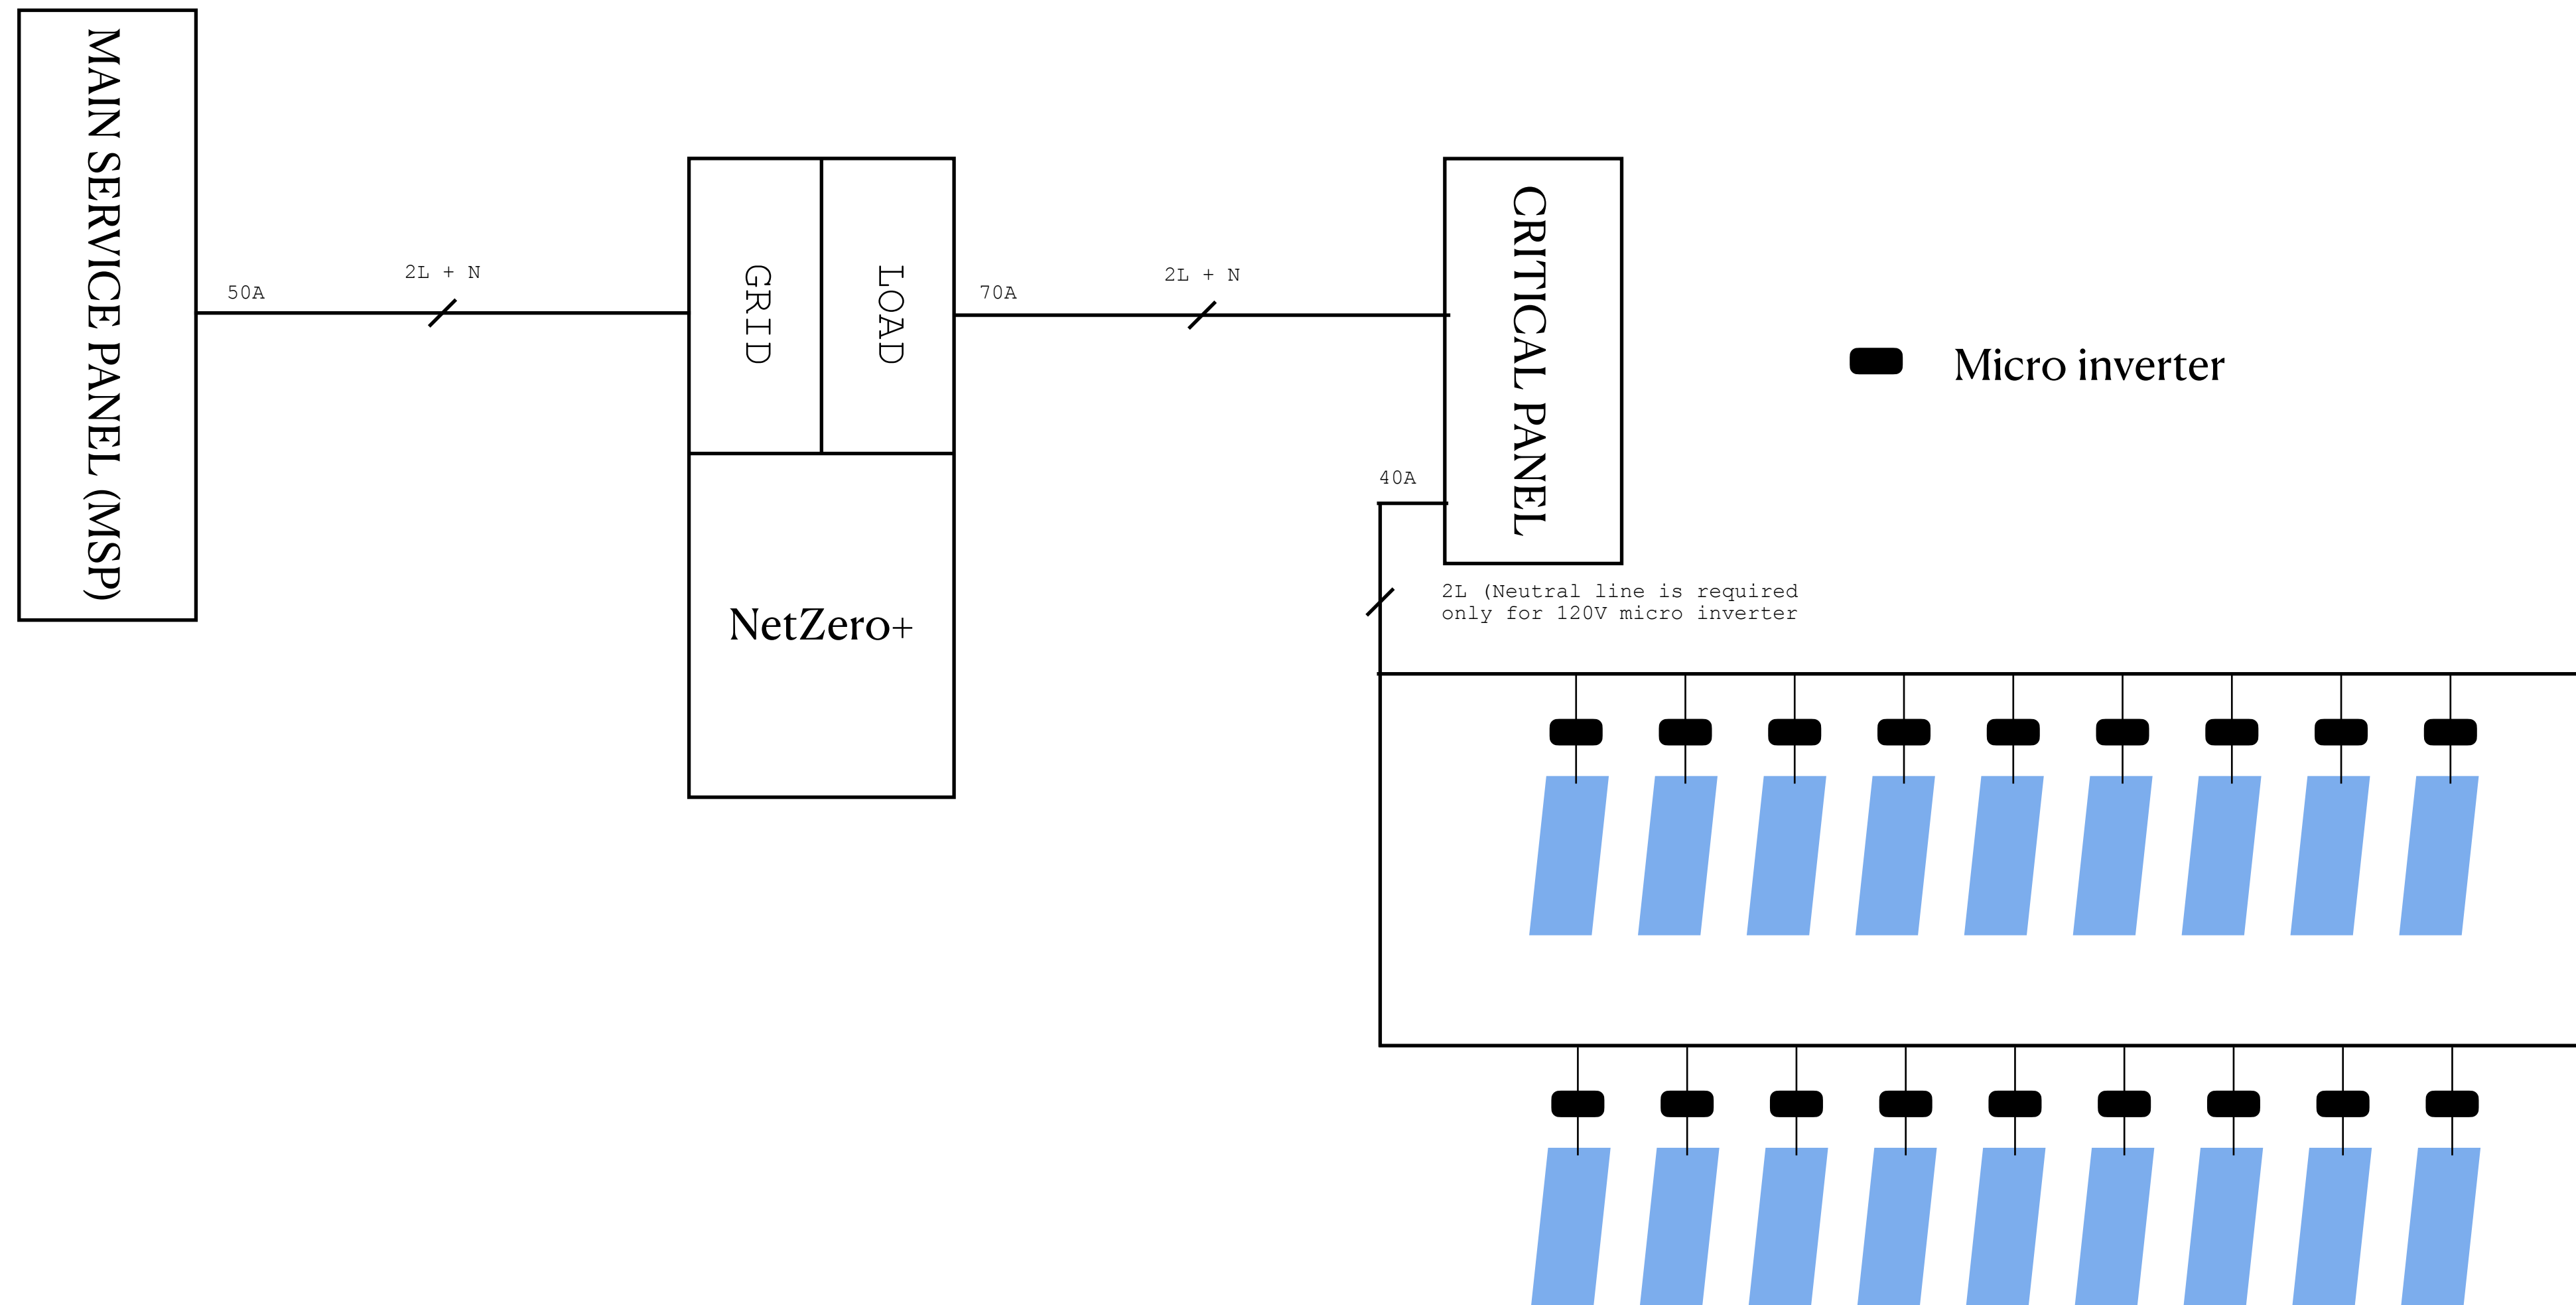 MAIN SERVICE PANEL (MSP)
50A
2L + N
GRID
LOAD
NetZero+
70A
2L + N
CRITICAL PANEL
40A
2L (Neutral line is required
only for 120V micro inverter
Micro inverter